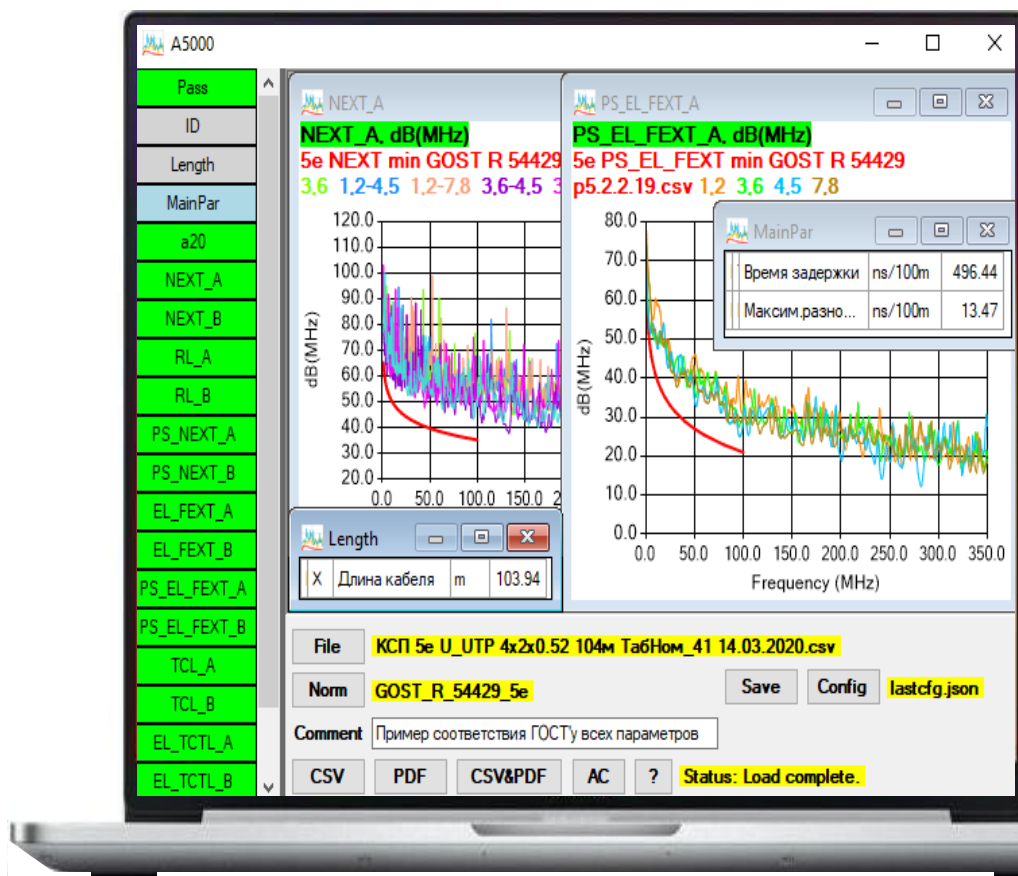 A5000
Pass
ID
Length
MainPar
a20
NEXT_A
NEXT_B
RL_A
RL_B
PS_NEXT_A
PS_NEXT_B
EL_FEXT_A
EL_FEXT_B
PS_EL_FEXT_A
PS_EL_FEXT_B
TCL_A
TCL_B
EL_TCTL_A
EL_TCTL_B
NEXT_A
NEXT_A, dB(MHz)
5e NEXT min GOST R 54429
3,6 1,2-4,5 1,2-7,8 3,6-4,5 3
120.0
110.0
100.0
90.0
80.0
70.0
60.0
50.0
40.0
30.0
20.0
dB(MHz)
0.0 50.0 100.0 150.0 2
PS_EL_FEXT_A
PS_EL_FEXT_A, dB(MHz)
5e PS_EL_FEXT min GOST R 54429
p5.2.2.19.csv 1,2 3,6 4,5 7,8
80.0
70.0
60.0
50.0
40.0
30.0
20.0
10.0
0.0
dB(MHz)
0.0 50.0 100.0 150.0 200.0 250.0 300.0 350.0
Frequency (MHz)
MainPar
Время задержки ns/100m 496.44
Максим.разно... ns/100m 13.47
Length
X Длина кабеля m 103.94
File КСП 5e U_UTP 4x2x0.52 104м ТабНом_41 14.03.2020.csv
Norm GOST_R_54429_5e Save Config lastcfg.json
Comment Пример соответствия ГОСТу всех параметров
CSV PDF CSV&PDF AC ? Status: Load complete.